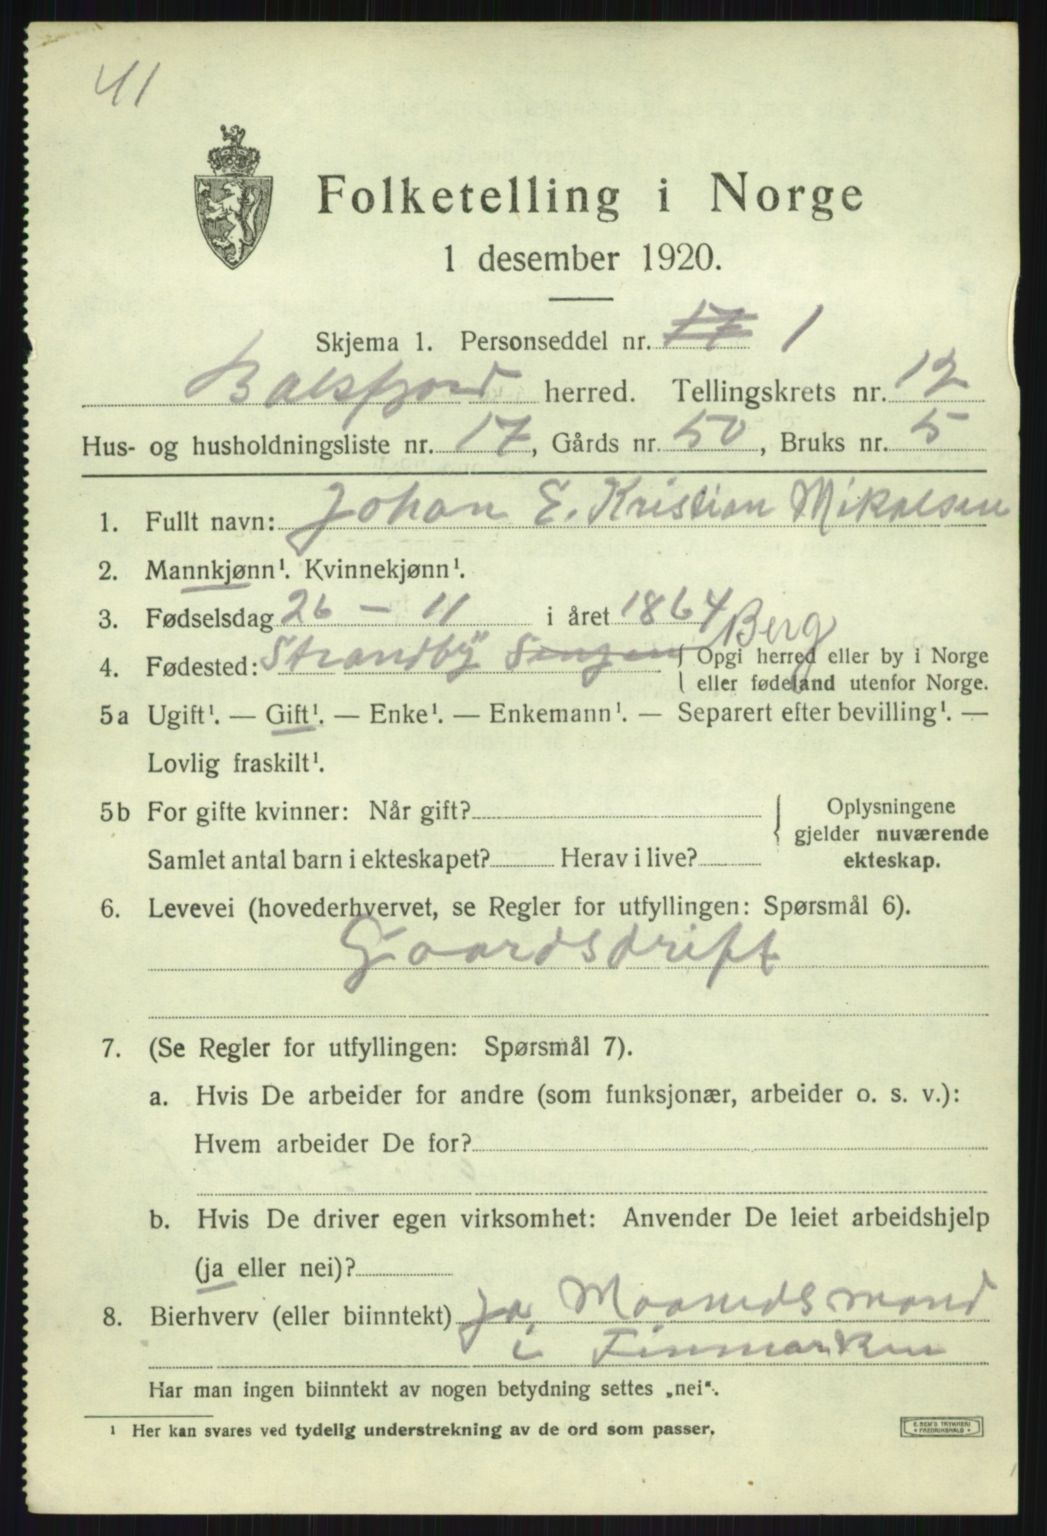 41
Folketelling i Norge
1 desember 1920.
Skjema 1. Personseddel nr. 17 1
Balsfjord herred. Tellingskrets nr. 12
Hus- og husholdningsliste nr. 17, Gårds nr. 50, Bruks nr. 5
1. Fullt navn: Johan E. Kristian Mikalsen
2. Mannkjønn¹. Kvinnekjønn¹.
3. Fødselsdag 26 - 11 i året 1864
Berg
4. Fødested: Strandby Senjen { Opgi herred eller by i Norge
eller fødeland utenfor Norge.
5a Ugift¹. — Gift¹. — Enke¹. — Enkemann¹. — Separert efter bevilling¹. —
Lovlig fraskilt¹.
5b For gifte kvinner: Når gift?
Samlet antal barn i ekteskapet? Herav i live?
Oplysningene
gjelder nuværende
ekteskap.
6. Levevei (hovederhvervet, se Regler for utfyllingen: Spørsmål 6).
Gaardsdrift
7. (Se Regler for utfyllingen: Spørsmål 7).
a. Hvis De arbeider for andre (som funksjonær, arbeider o. s. v.):
Hvem arbeider De for?
b. Hvis De driver egen virksomhet: Anvender De leiet arbeidshjelp
(ja eller nei)?
8. Bierhverv (eller biinntekt) Ja, Maanedsmand
i Finmarken
Har man ingen biinntekt av nogen betydning settes „nei“.
¹ Her kan svares ved tydelig understrekning av de ord som passer.
E. SEM'S TRYKKERI
• FREDRIKSHALD •